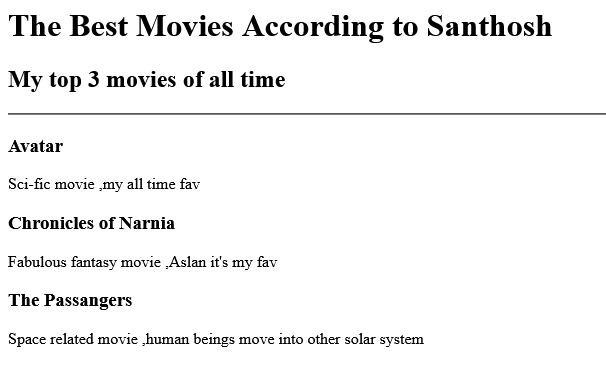 The Best Movies According to Santhosh
My top 3 movies of all time
Avatar
Sci-fic movie ,my all time fav
Chronicles of Narnia
Fabulous fantasy movie ,Aslan it's my fav
The Passangers
Space related movie ,human beings move into other solar system